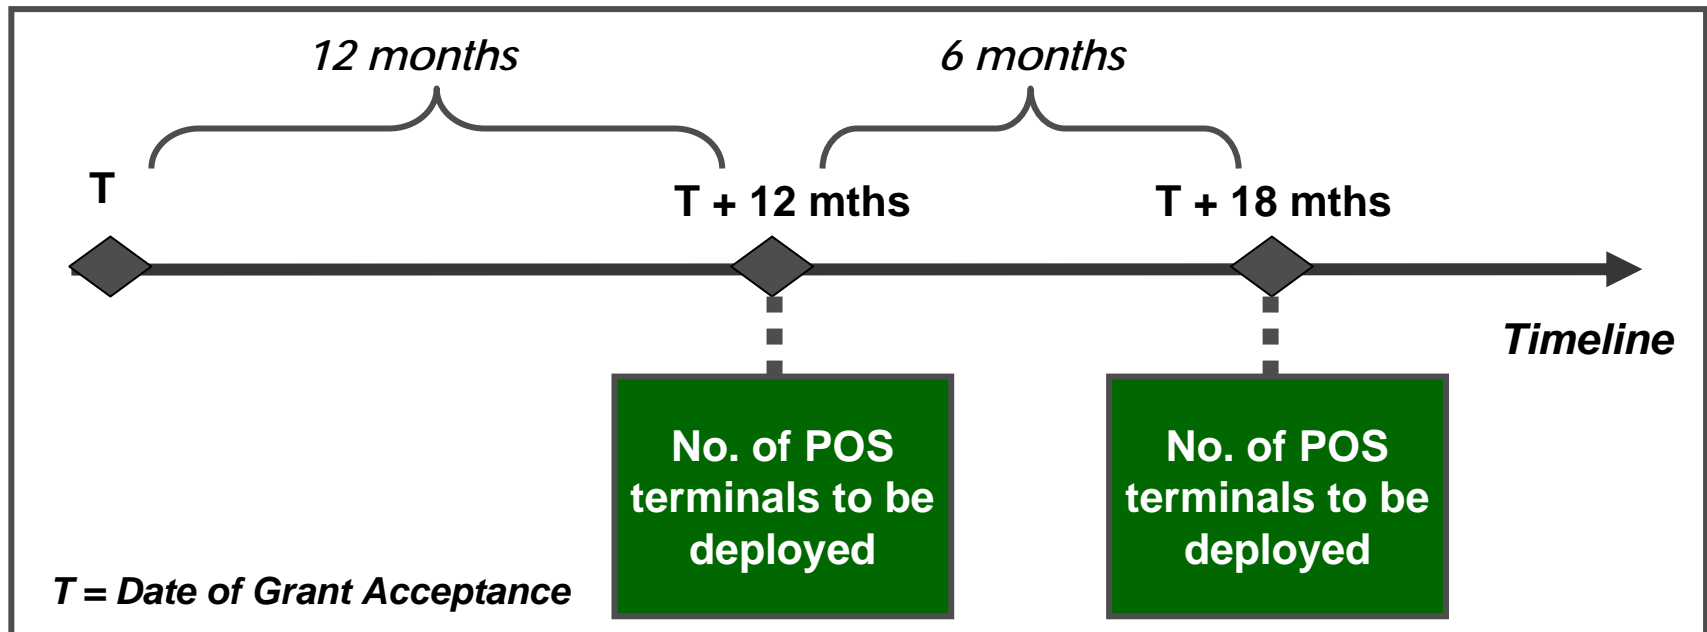 12 months
6 months
T
T + 12 mths
T + 18 mths
Timeline
No. of POS
terminals to be
deployed
No. of POS
terminals to be
deployed
T = Date of Grant Acceptance